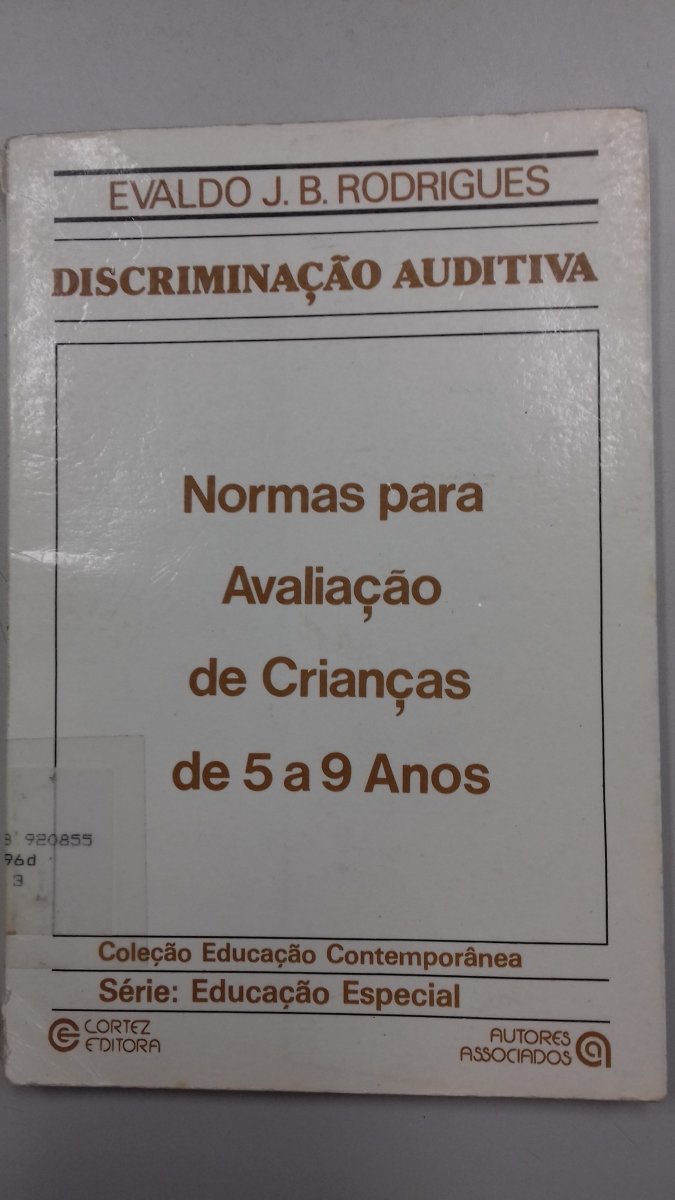 EVALDO J. B. RODRIGUES
DISCRIMINAÇÃO AUDITIVA
Normas para
Avaliação
de Crianças
de 5 a 9 Anos
920855
96d
3
Coleção Educação Contemporânea
Série: Educação Especial
CORTEZ
EDITORA
AUTORES
ASSOCIADOS